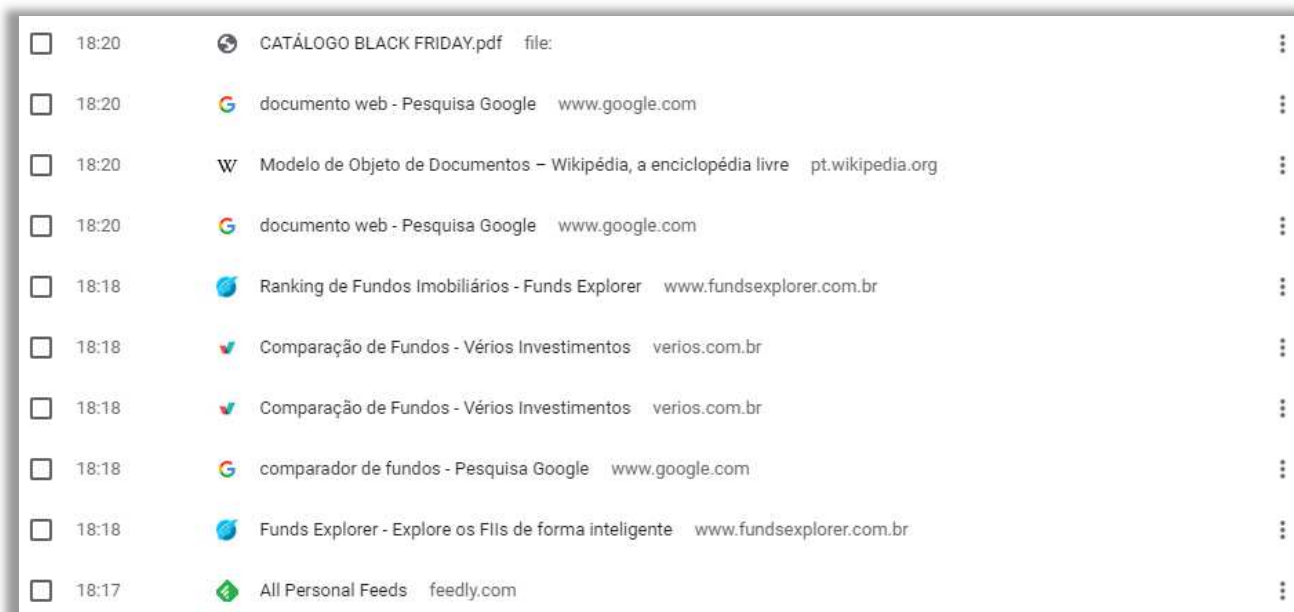 18:20 CATÁLOGO BLACK FRIDAY.pdf file:
18:20 documento web - Pesquisa Google www.google.com
18:20 Modelo de Objeto de Documentos – Wikipédia, a enciclopédia livre pt.wikipedia.org
18:20 documento web - Pesquisa Google www.google.com
18:18 Ranking de Fundos Imobiliários - Funds Explorer www.fundsexplorer.com.br
18:18 Comparação de Fundos - Vérios Investimentos verios.com.br
18:18 Comparação de Fundos - Vérios Investimentos verios.com.br
18:18 comparador de fundos - Pesquisa Google www.google.com
18:18 Funds Explorer - Explore os FIIs de forma inteligente www.fundsexplorer.com.br
18:17 All Personal Feeds feedly.com